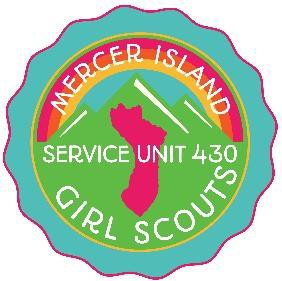 MERCER ISLAND
SERVICE UNIT 430
GIRL SCOUTS